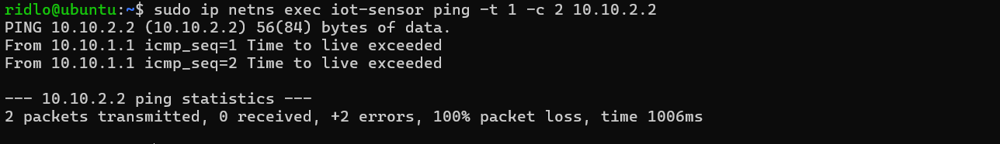 ridlo@ubuntu:~$ sudo ip netns exec iot-sensor ping -t 1 -c 2 10.10.2.2
PING 10.10.2.2 (10.10.2.2) 56(84) bytes of data.
From 10.10.1.1 icmp_seq=1 Time to live exceeded
From 10.10.1.1 icmp_seq=2 Time to live exceeded
--- 10.10.2.2 ping statistics ---
2 packets transmitted, 0 received, +2 errors, 100% packet loss, time 1006ms